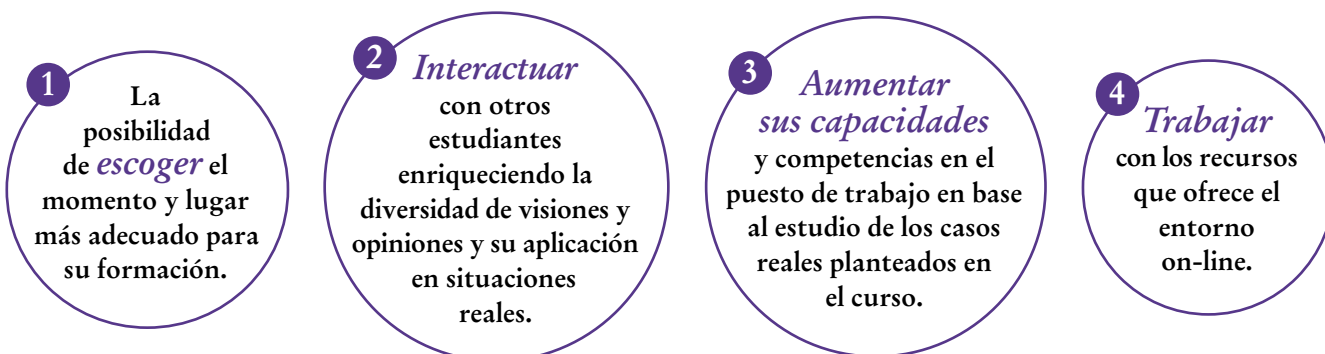 1
La
posibilidad
de escoger el
momento y lugar
más adecuado para
su formación.
2
Interactuar
con otros
estudiantes
enriqueciendo la
diversidad de visiones y
opiniones y su aplicación
en situaciones
reales.
3
Aumentar
sus capacidades
y competencias en el
puesto de trabajo en base
al estudio de los casos
reales planteados en
el curso.
4
Trabajar
con los recursos
que ofrece el
entorno
on-line.